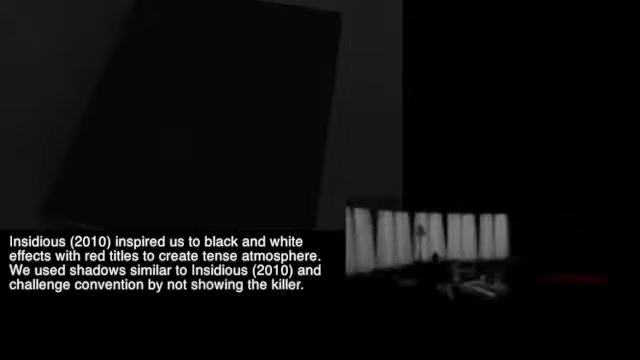 Insidious (2010) inspired us to black and white
effects with red titles to create tense atmosphere.
We used shadows similar to Insidious (2010) and
challenge convention by not showing the killer.